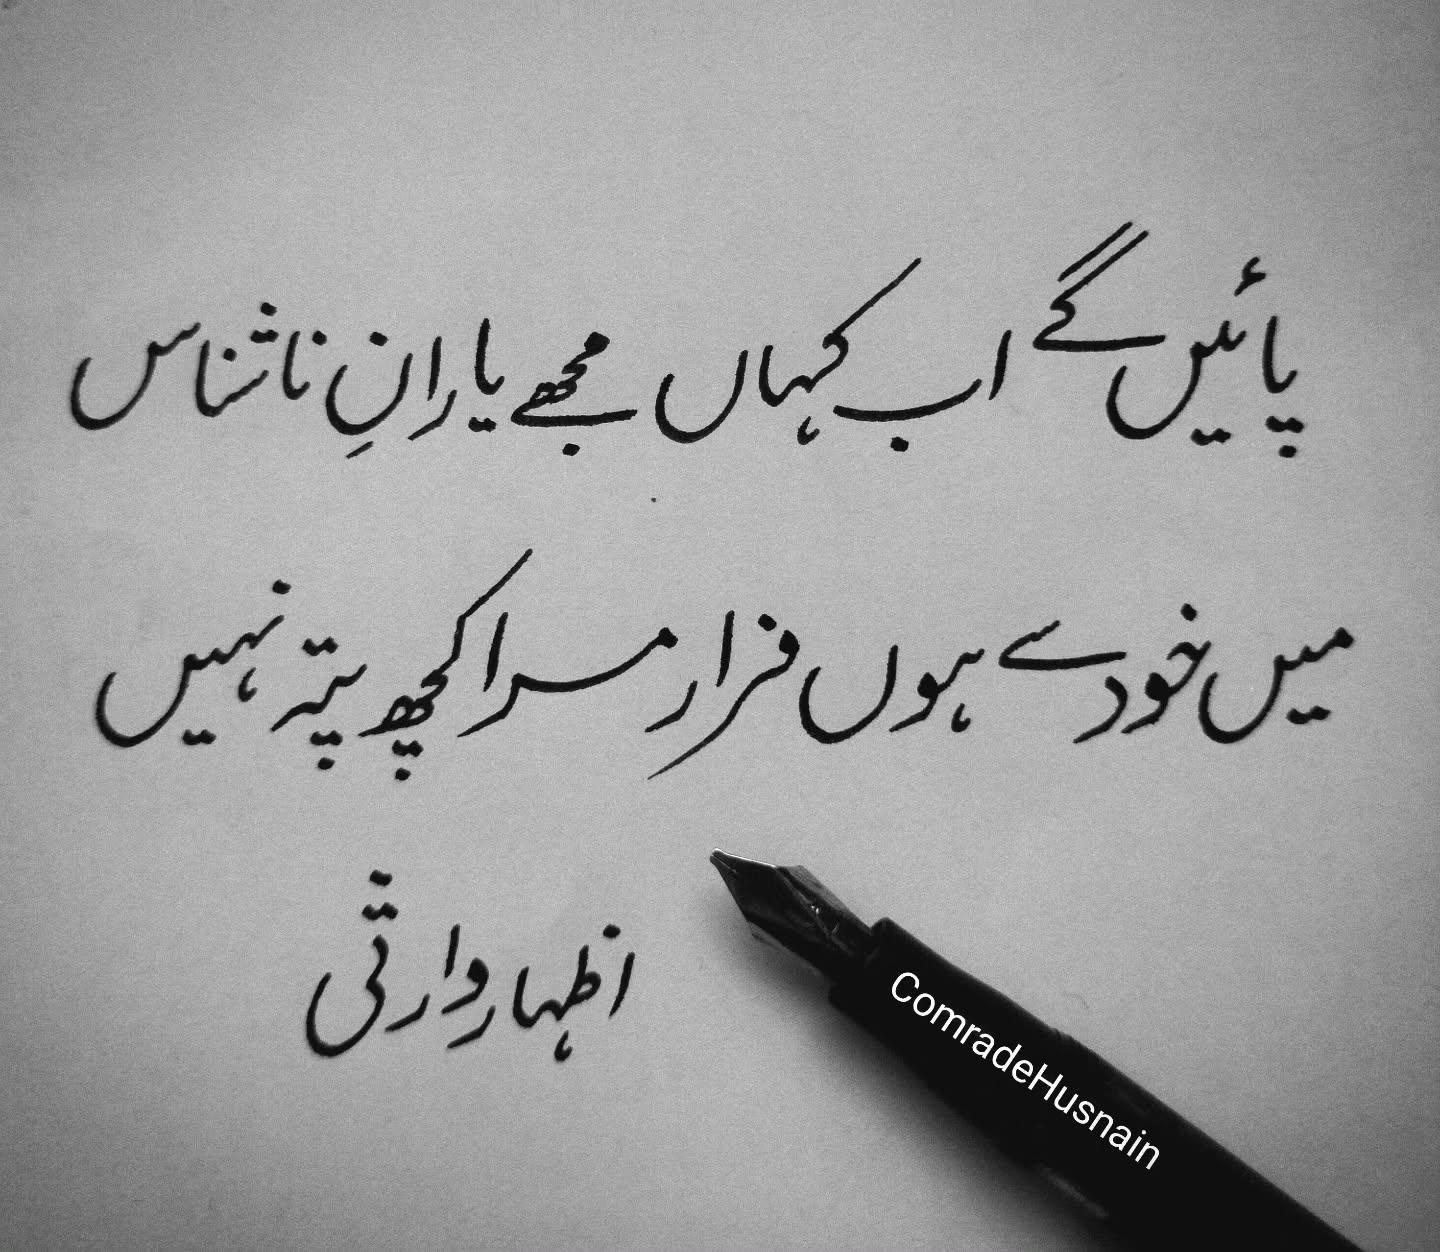 پائیں گے اب کہاں مجھے یارانِ ناشناس
میں خود سے ہوں فرار مرا کچھ پتہ نہیں
اظہار وارثی
ComradeHusnain